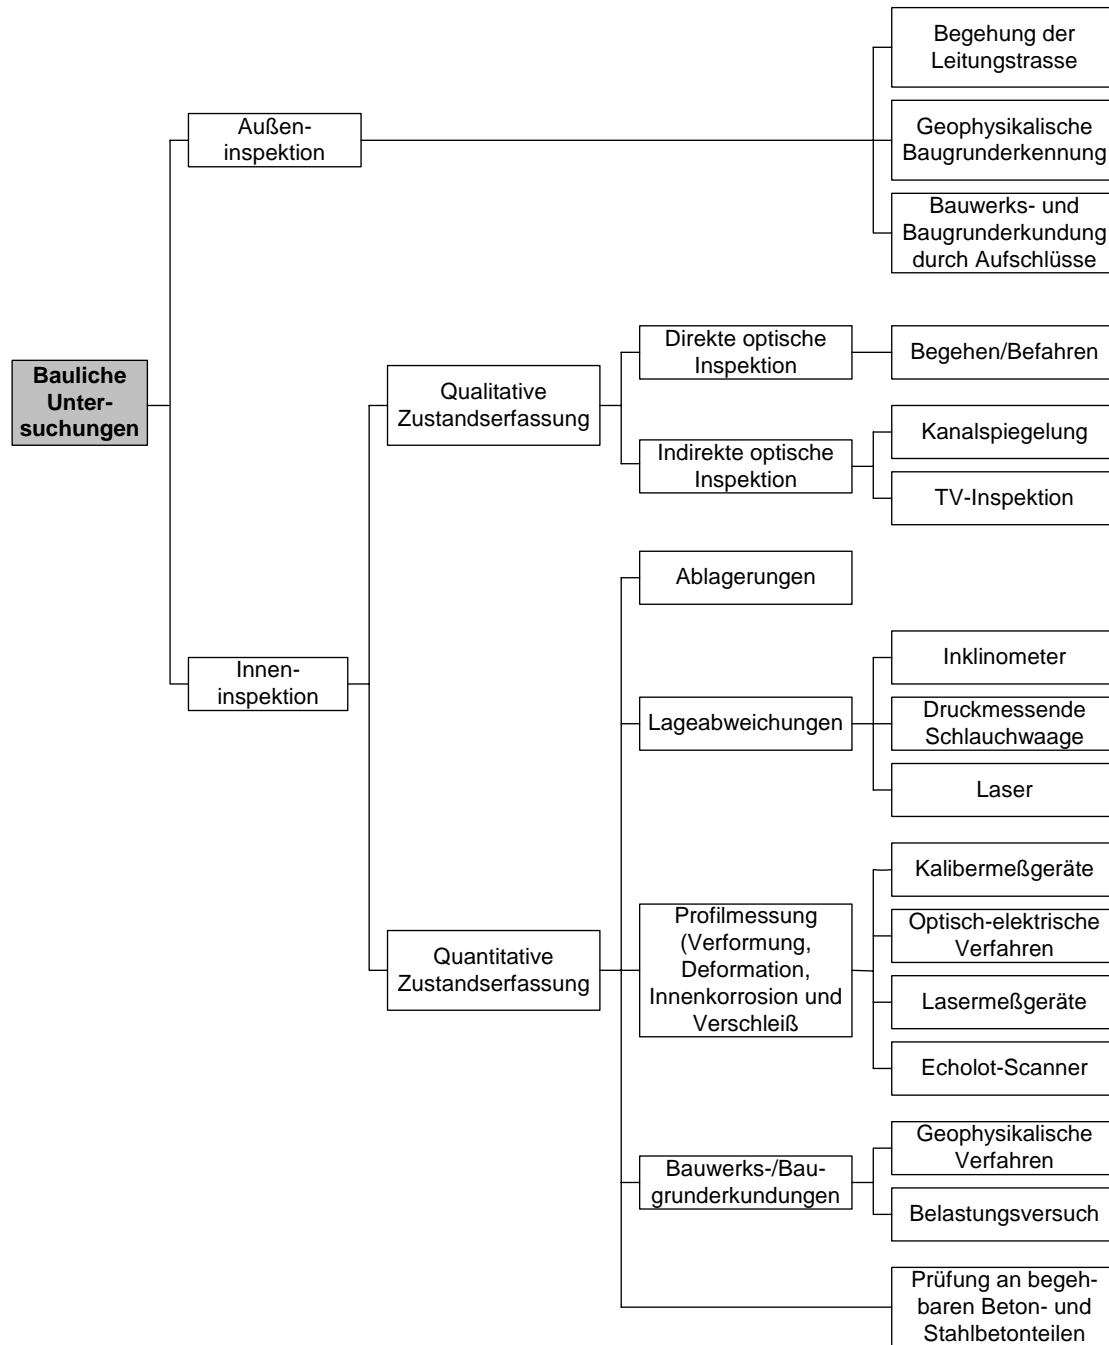 Begehung der
Leitungstrasse
Außen-
inspektion
Geophysikalische
Baugrunderkennung
Bauwerks- und
Baugrunderkundung
durch Aufschlüsse
Bauliche
Unter-
suchungen
Qualitative
Zustandserfassung
Direkte optische
Inspektion
Begehen/Befahren
Indirekte optische
Inspektion
Kanalspiegelung
TV-Inspektion
Innen-
inspektion
Quantitative
Zustandserfassung
Ablagerungen
Lageabweichungen
Inklinometer
Druckmessende
Schlauchwaage
Laser
Profilmessung
(Verformung,
Deformation,
Innenkorrosion und
Verschleiß
Kalibermeßgeräte
Optisch-elektrische
Verfahren
Lasermeßgeräte
Echolot-Scanner
Bauwerks-/Bau-
grunderkundungen
Geophysikalische
Verfahren
Belastungsversuch
Prüfung an begeh-
baren Beton- und
Stahlbetonteilen